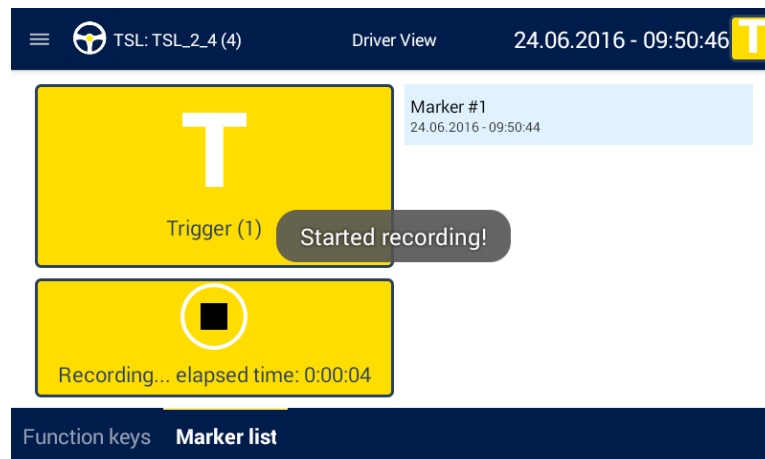 TSL: TSL_2_4 (4) Driver View 24.06.2016 - 09:50:46 T
T
Trigger (1)
Marker #1
24.06.2016 - 09:50:44
Started recording!
Recording... elapsed time: 0:00:04
Function keys Marker list